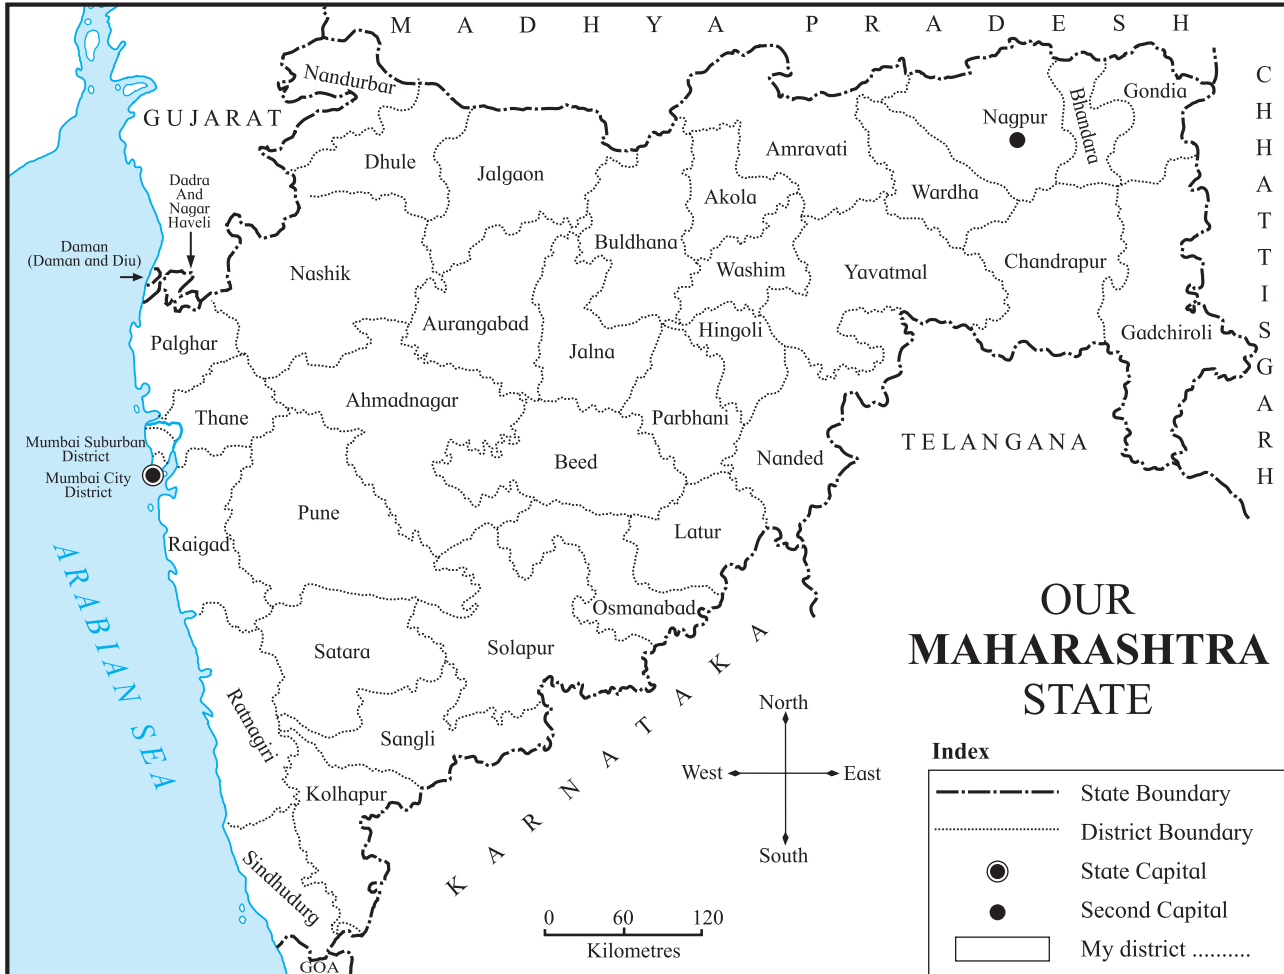 M A D H Y A P R A D E S H
CHHATTISGARH
Nandurbar
Gondia
Bhandara
GUJARAT
Nagpur
Dhule
Jalgaon
Amravati
Dadra
And
Nagar
Haveli
Akola
Wardha
Daman
(Daman and Diu)
Nashik
Buldhana
Washim
Yavatmal
Chandrapur
Palghar
Aurangabad
Jalna
Hingoli
Gadchiroli
Thane
Ahmadnagar
Parbhani
Mumbai Suburban
District
Mumbai City
District
Beed
Nanded
TELANGANA
Pune
Raigad
Latur
ARABIAN SEA
Osmanabad
Satara
Solapur
KARNATAKA
Ratnagiri
Sangli
Kolhapur
Sindhudurg
GOA
OUR
MAHARASHTRA
STATE
North
West
East
South
0 60 120
Kilometres
Index
State Boundary
District Boundary
State Capital
Second Capital
My district ..........